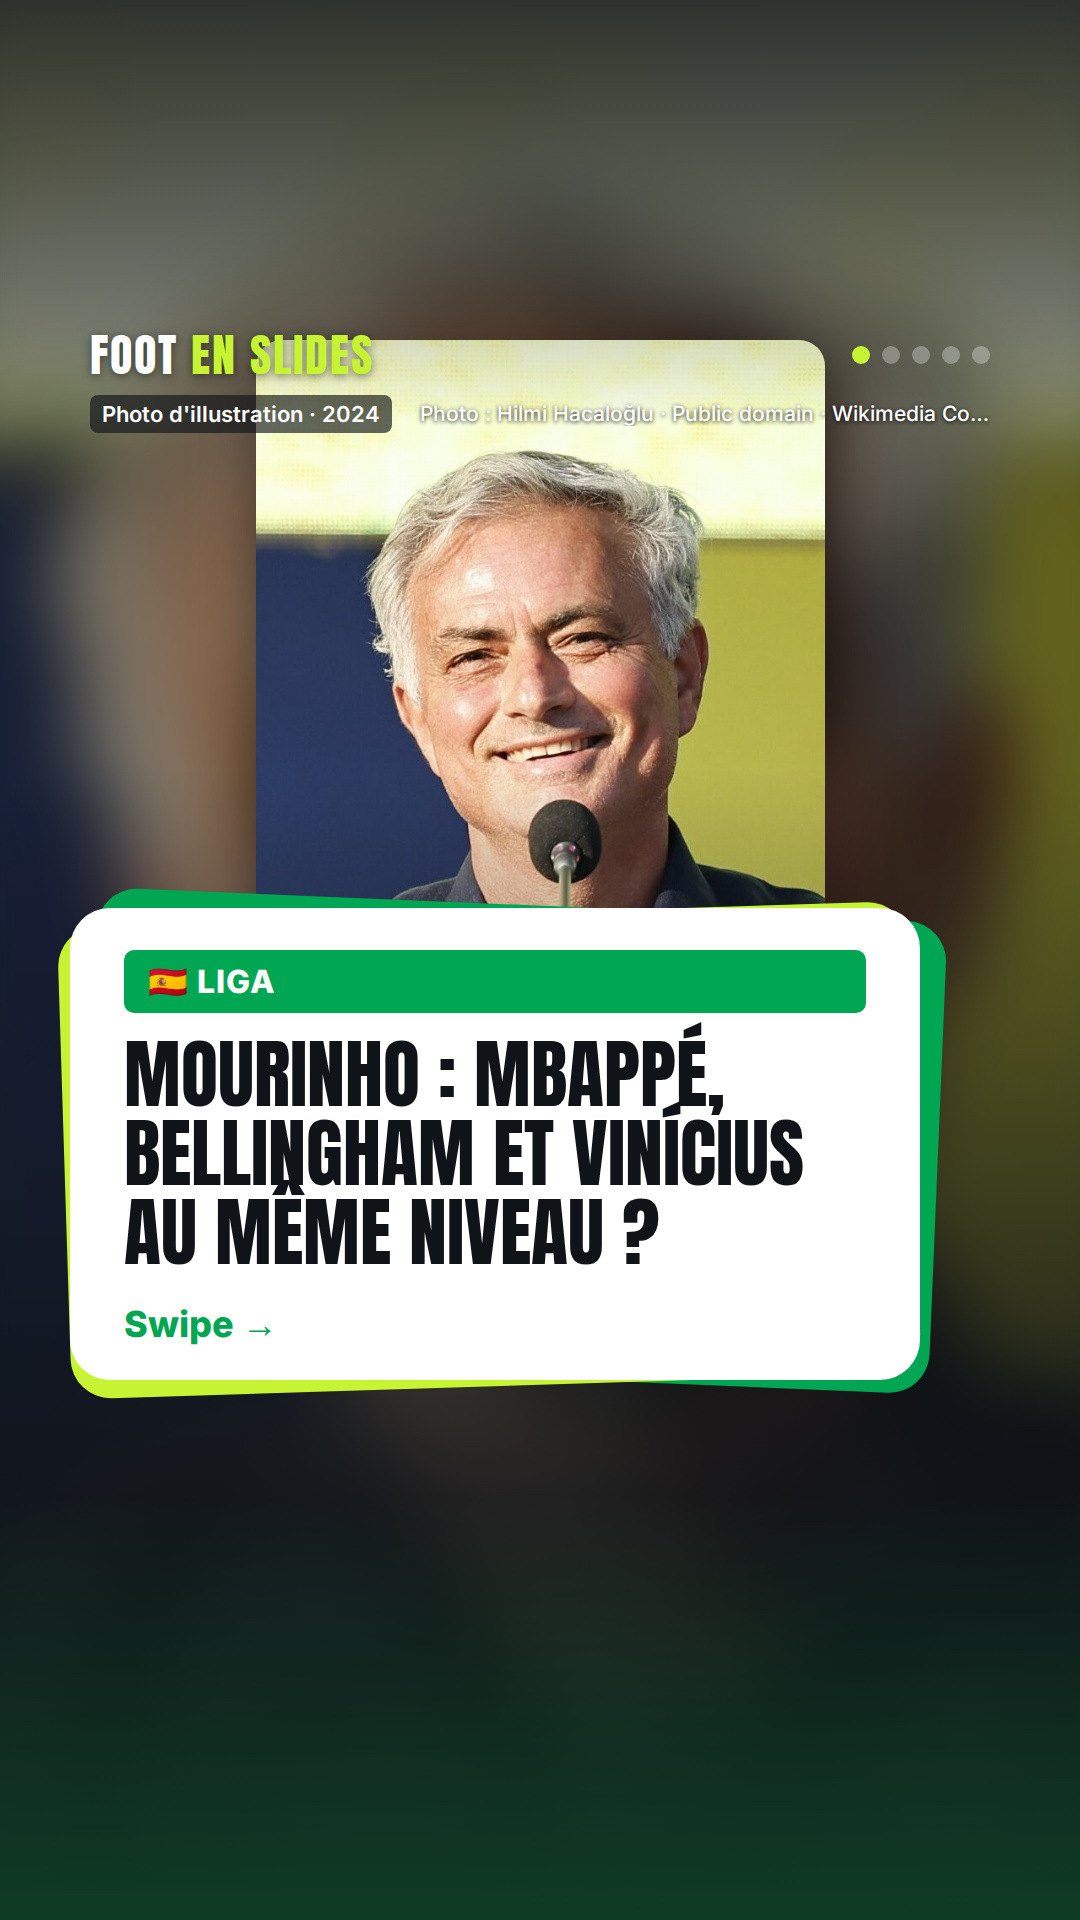 FOOT EN SLIDES
Photo d'illustration · 2024
Photo : Hilmi Hacaloğlu · Public domain · Wikimedia Co...
🇪🇸 LIGA
MOURINHO : MBAPPÉ,
BELLINGHAM ET VINÍCIUS
AU MÊME NIVEAU ?
Swipe →